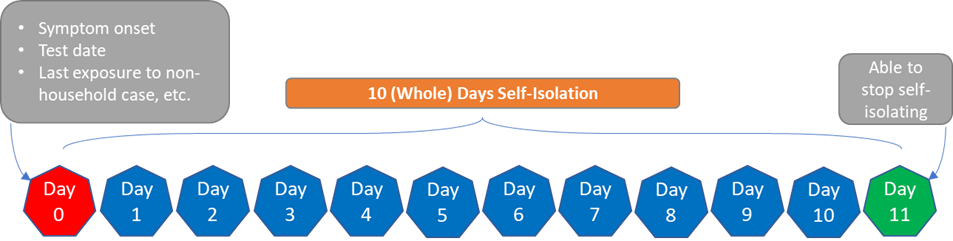 • Symptom onset
• Test date
• Last exposure to non-
household case, etc.
10 (Whole) Days Self-Isolation
Able to
stop self-
isolating
Day
0
Day
1
Day
2
Day
3
Day
4
Day
5
Day
6
Day
7
Day
8
Day
9
Day
10
Day
11